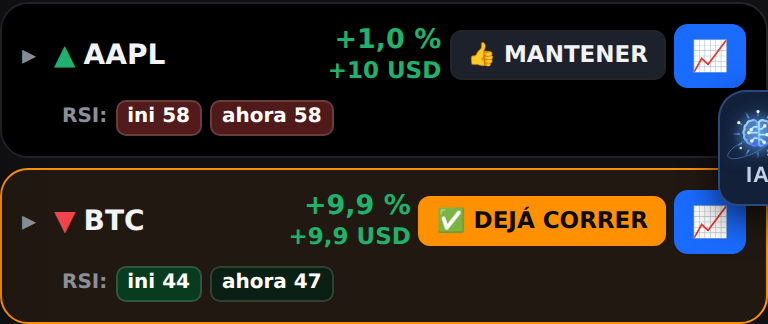 ▶ ▲ AAPL +1,0 % 👍 MANTENER
+10 USD
RSI: ini 58 ahora 58
IA
▶ ▼ BTC +9,9 % ✅ DEJÁ CORRER
+9,9 USD
RSI: ini 44 ahora 47